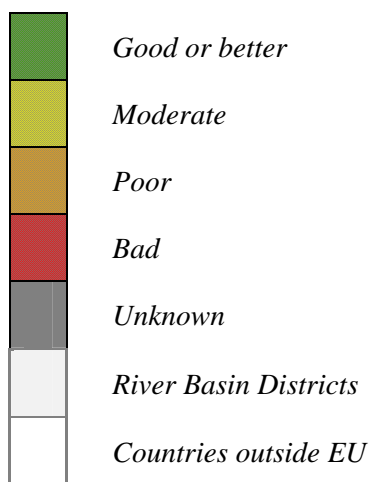 Good or better
Moderate
Poor
Bad
Unknown
River Basin Districts
Countries outside EU